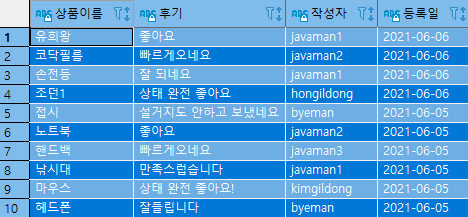 ABC 상품이름 ABC 후기 ABC 작성자 ABC 등록일
1 유희왕 좋아요 javaman1 2021-06-06
2 코닥필름 빠르게오네요 javaman2 2021-06-06
3 손전등 잘 되네요 javaman1 2021-06-06
4 조던1 상태 완전 좋아요 hongildong 2021-06-06
5 접시 설거지도 안하고 보냈네요 byeman 2021-06-05
6 노트북 좋아요 javaman2 2021-06-05
7 핸드백 빠르게오네요 javaman3 2021-06-05
8 낚시대 만족스럽습니다 javaman1 2021-06-05
9 마우스 상태 완전 좋아요! kimgildong 2021-06-05
10 헤드폰 잘들립니다 byeman 2021-06-05